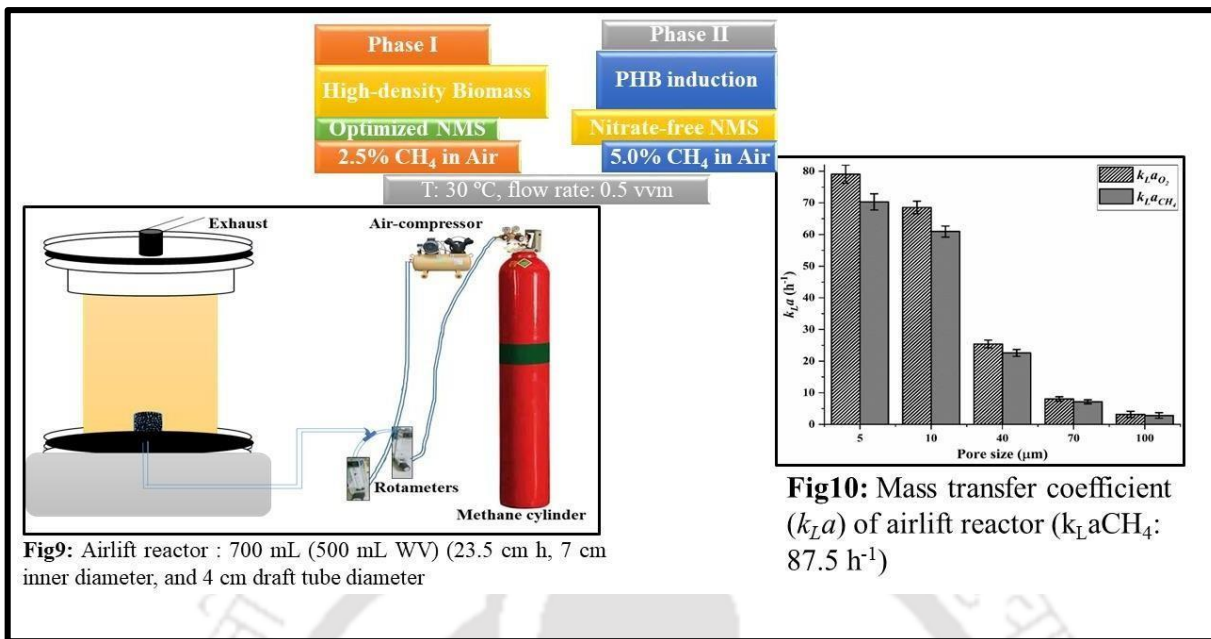 Phase I
High-density Biomass
Optimized NMS
2.5% CH₄ in Air
Phase II
PHB induction
Nitrate-free NMS
5.0% CH₄ in Air
T: 30 ºC, flow rate: 0.5 vvm
Exhaust
Air-compressor
Rotameters
Methane cylinder
Fig9: Airlift reactor : 700 mL (500 mL WV) (23.5 cm h, 7 cm
inner diameter, and 4 cm draft tube diameter
80
70
60
50
40
30
20
10
0
kLa (h⁻¹)
kLaO₂
kLaCH₄
5 10 40 70 100
Pore size (μm)
Fig10: Mass transfer coefficient
(kLa) of airlift reactor (kLaCH₄:
87.5 h⁻¹)